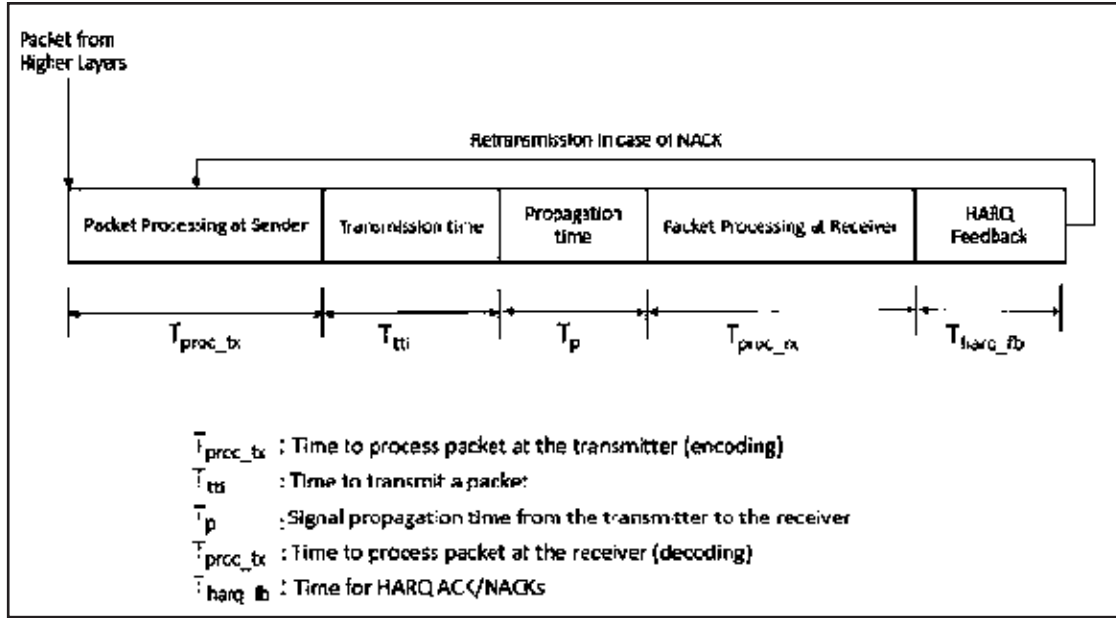 Packet from
Higher Layers
Retransmission in case of NACK
Packet Processing at Sender
Transmission time
Propagation
time
Packet Processing at Receiver
HARQ
Feedback
Tproc_tx
Ttti
Tp
Tproc_rx
Tharq_fb
Tproc_tx : Time to process packet at the transmitter (encoding)
Ttti : Time to transmit a packet
Tp : Signal propagation time from the transmitter to the receiver
Tproc_tx : Time to process packet at the receiver (decoding)
Tharq_fb : Time for HARQ ACK/NACKs